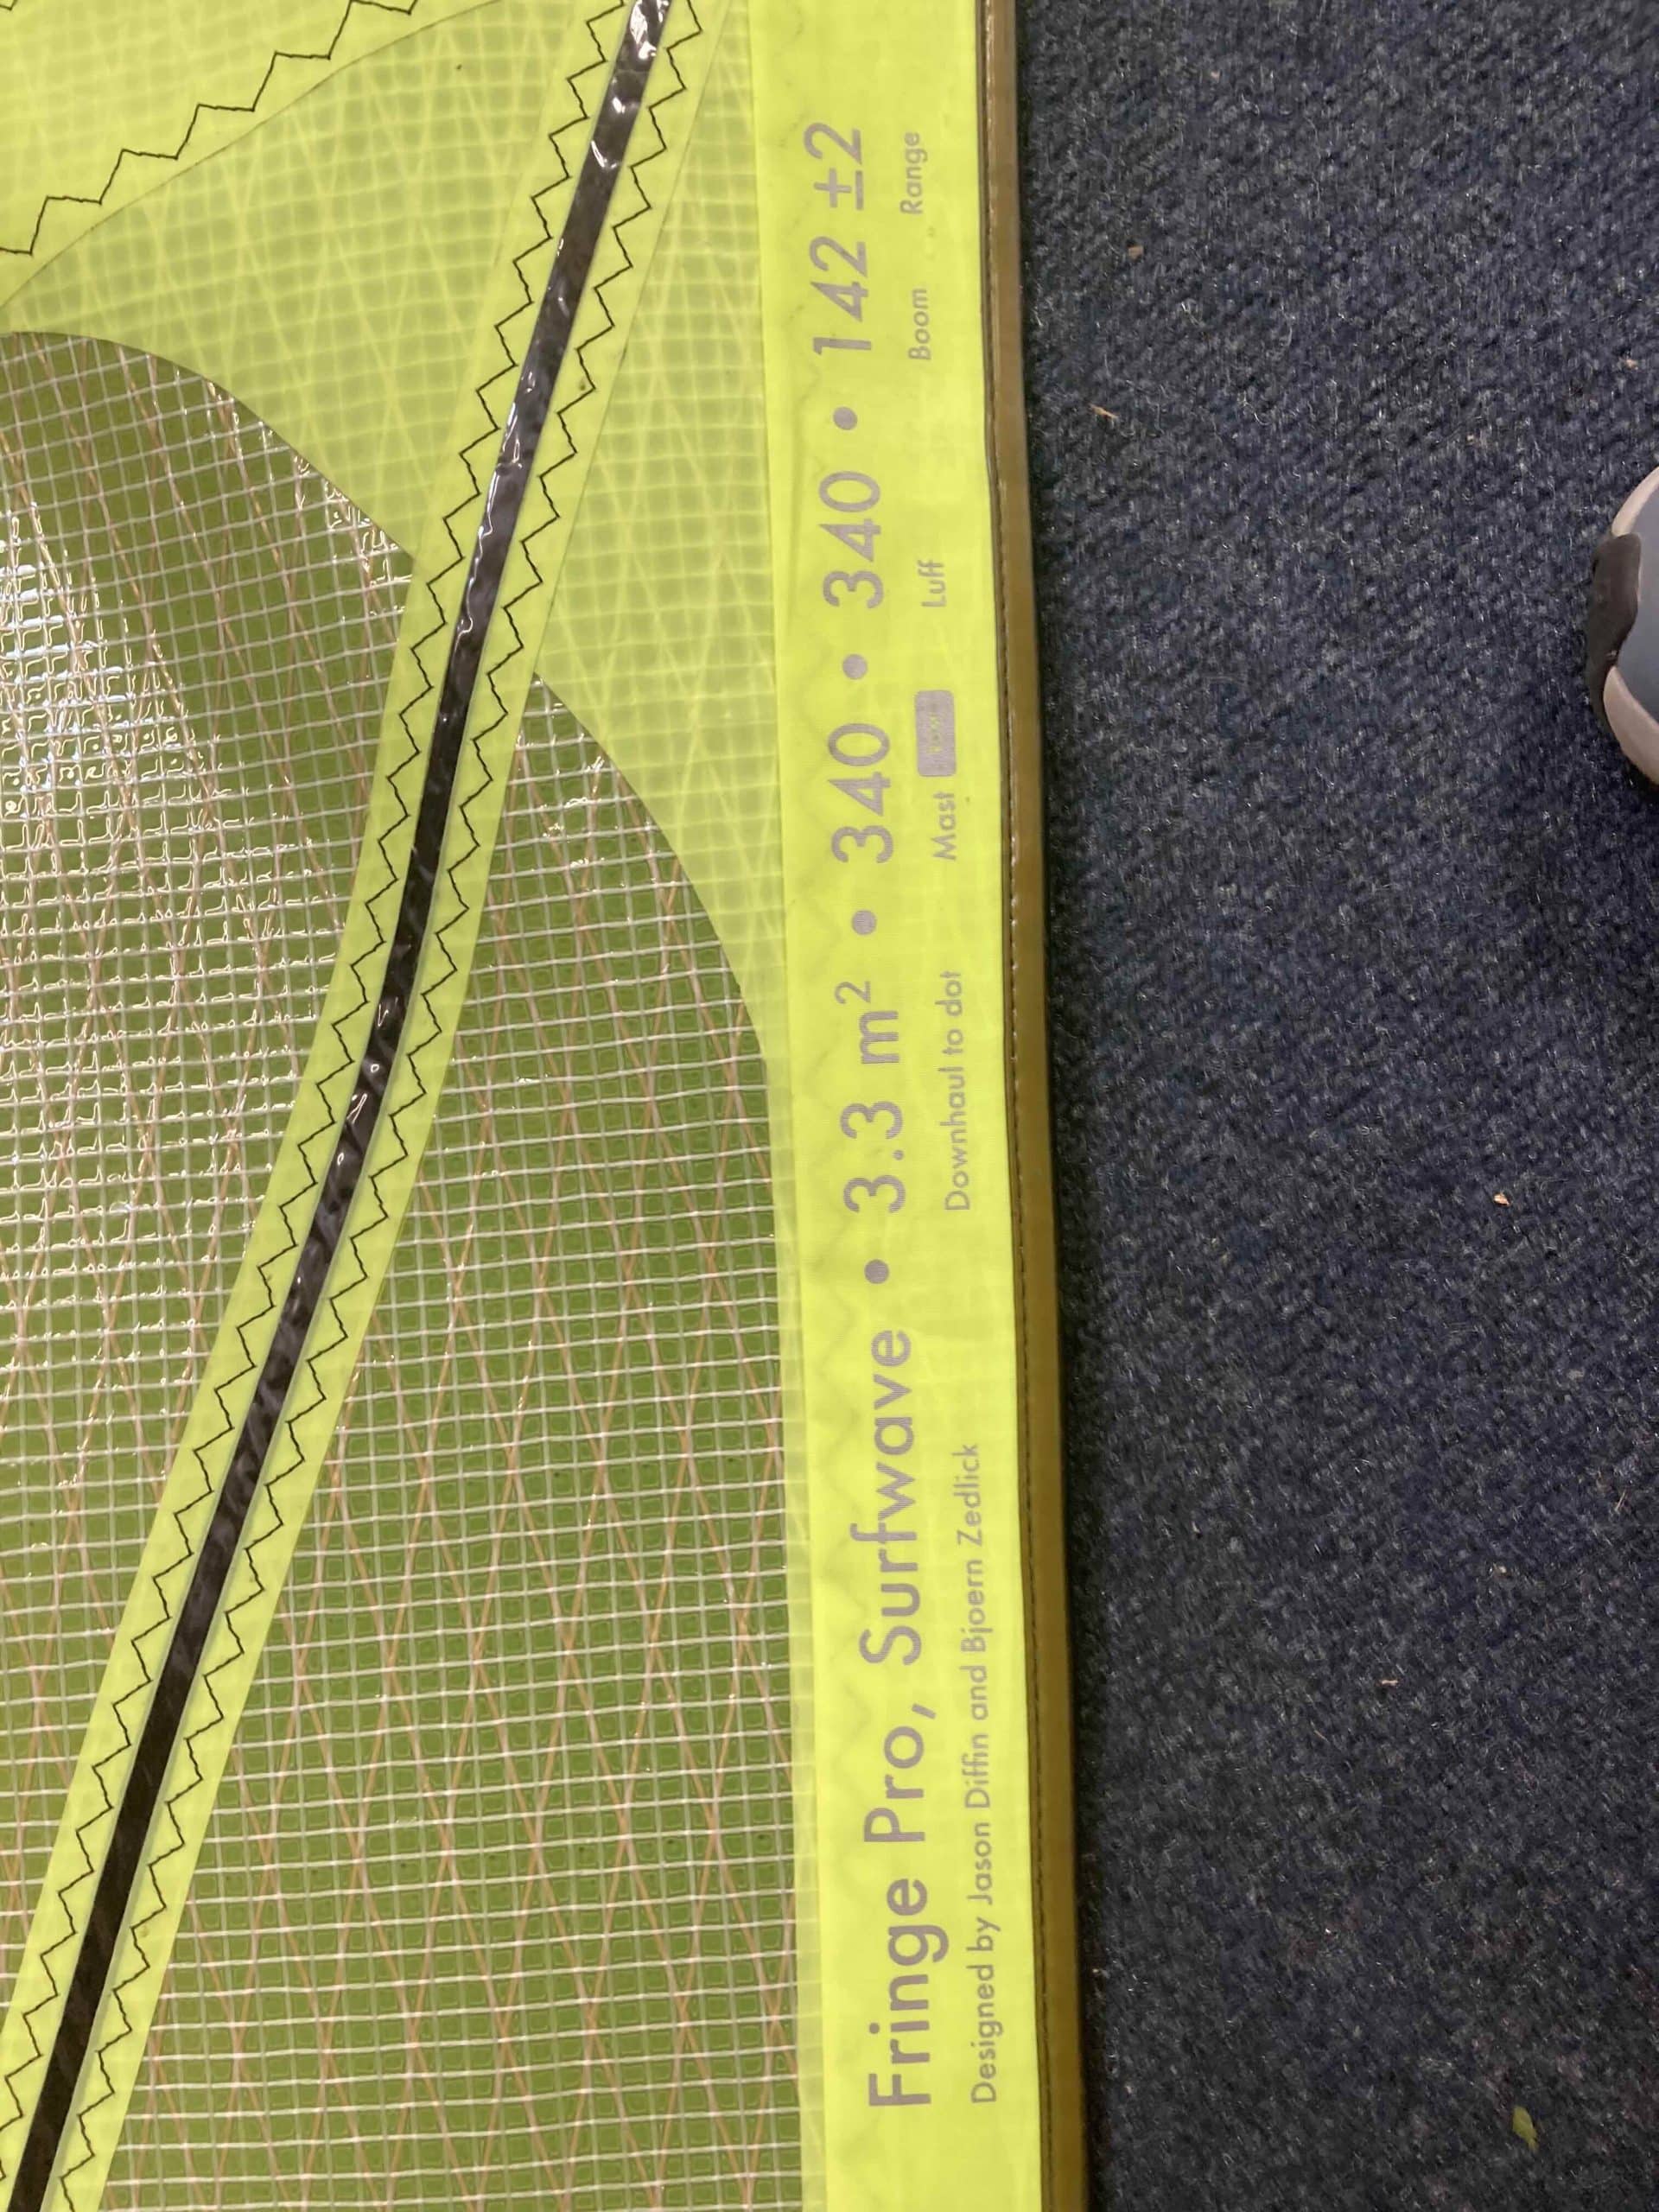 Fringe Pro, Surfwave • 3.3 m² • 340 • 340 • 142 ±2
Designed by Jason Diffin and Bjoern Zedlick Downhaul to dot Mast Luff Boom Range